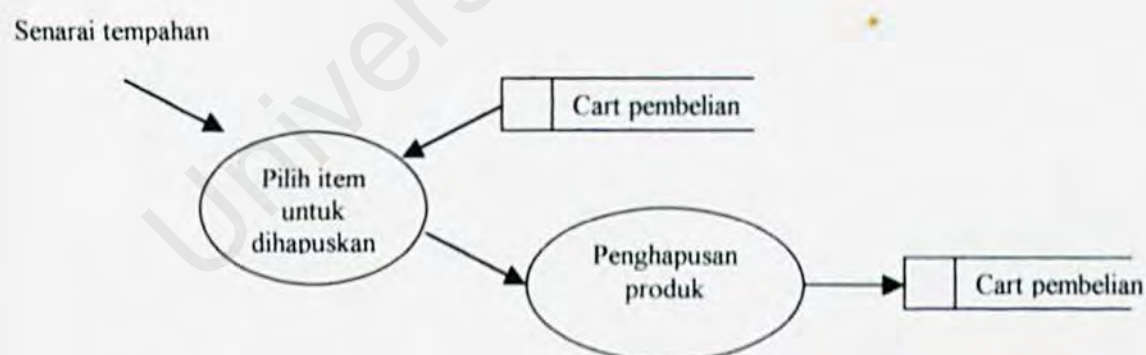 Senarai tempahan
Cart pembelian
Pilih item
untuk
dihapuskan
Penghapusan
produk
Cart pembelian